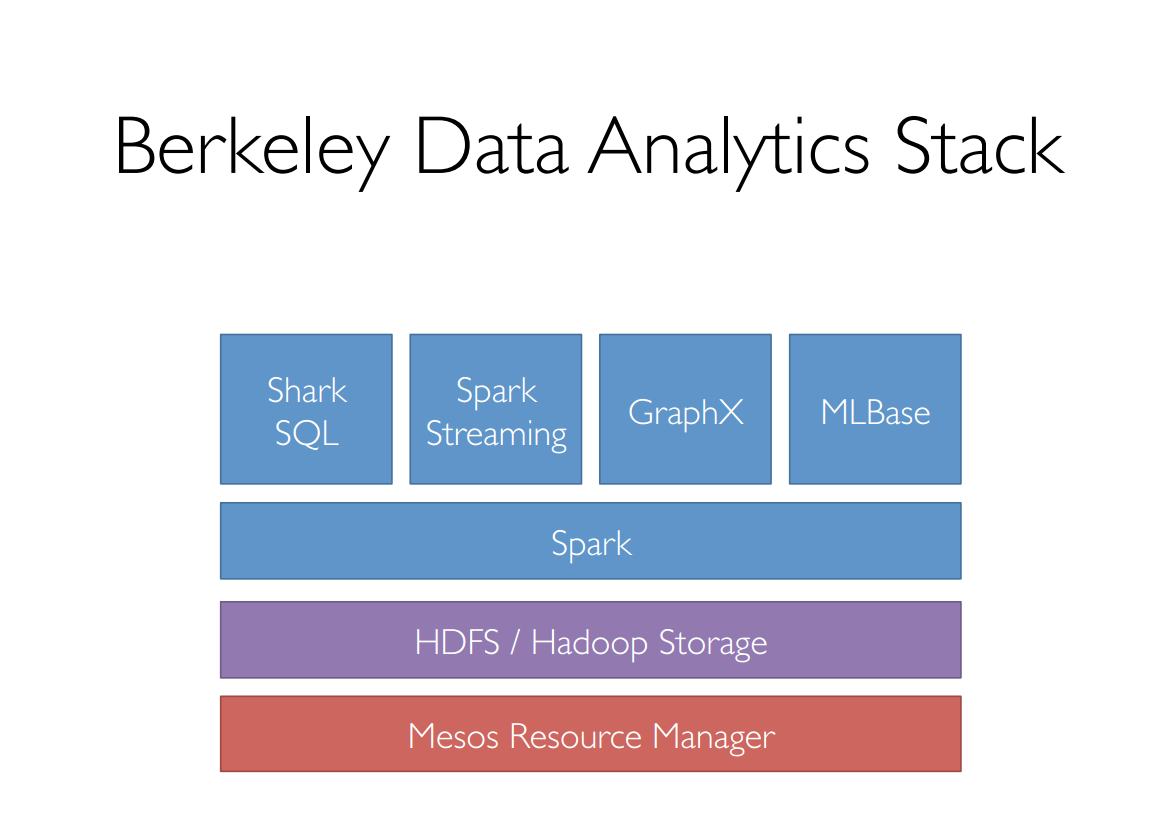 Berkeley Data Analytics Stack
Shark
SQL
Spark
Streaming
GraphX
MLBase
Spark
HDFS / Hadoop Storage
Mesos Resource Manager